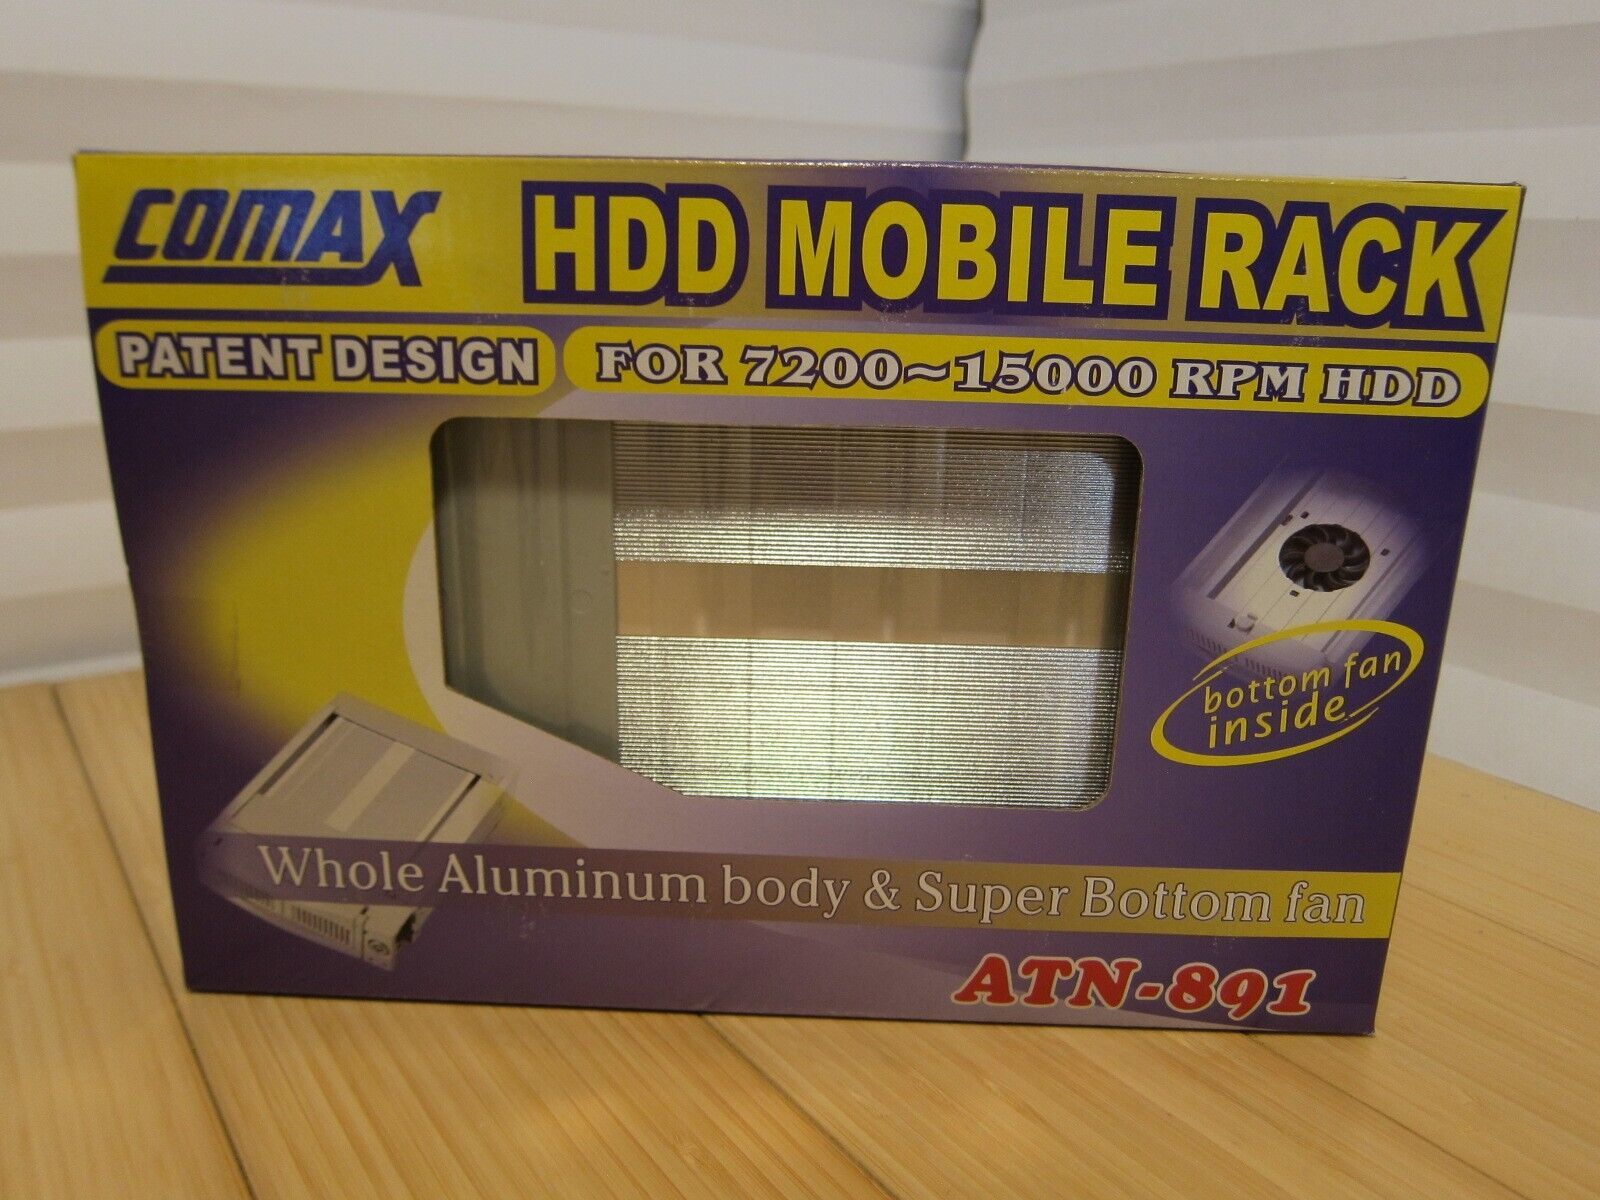 COMAX
HDD MOBILE RACK
PATENT DESIGN
FOR 7200~15000 RPM HDD
bottom fan
inside
Whole Aluminum body & Super Bottom fan
ATN-891